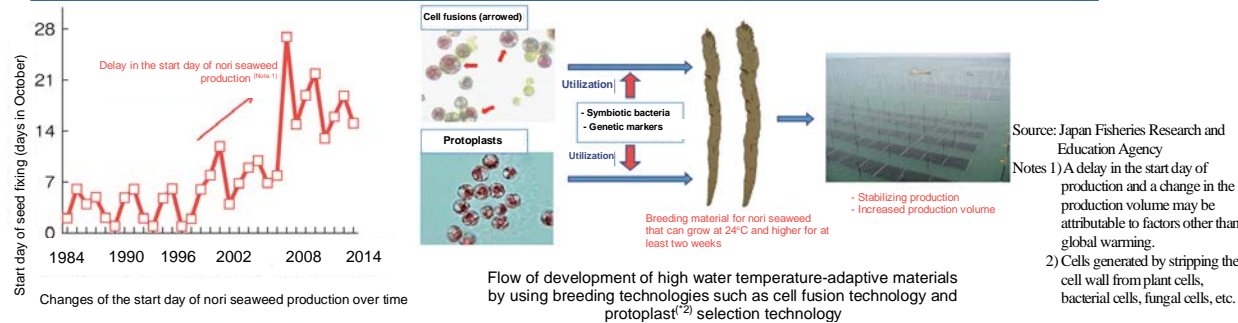 Start day of seed fixing (days in October)
28
21
14
7
0
1984
1990
1996
2002
2008
2014
Delay in the start day of nori seaweed
production (Note 1)
Changes of the start day of nori seaweed production over time
Cell fusions (arrowed)
Utilization
- Symbiotic bacteria
- Genetic markers
Protoplasts
Utilization
Breeding material for nori seaweed
that can grow at 24°C and higher for at
least two weeks
- Stabilizing production
- Increased production volume
Flow of development of high water temperature-adaptive materials
by using breeding technologies such as cell fusion technology and
protoplast(*2) selection technology
Source: Japan Fisheries Research and
Education Agency
Notes 1) A delay in the start day of
production and a change in the
production volume may be
attributable to factors other than
global warming.
2) Cells generated by stripping the
cell wall from plant cells,
bacterial cells, fungal cells, etc.